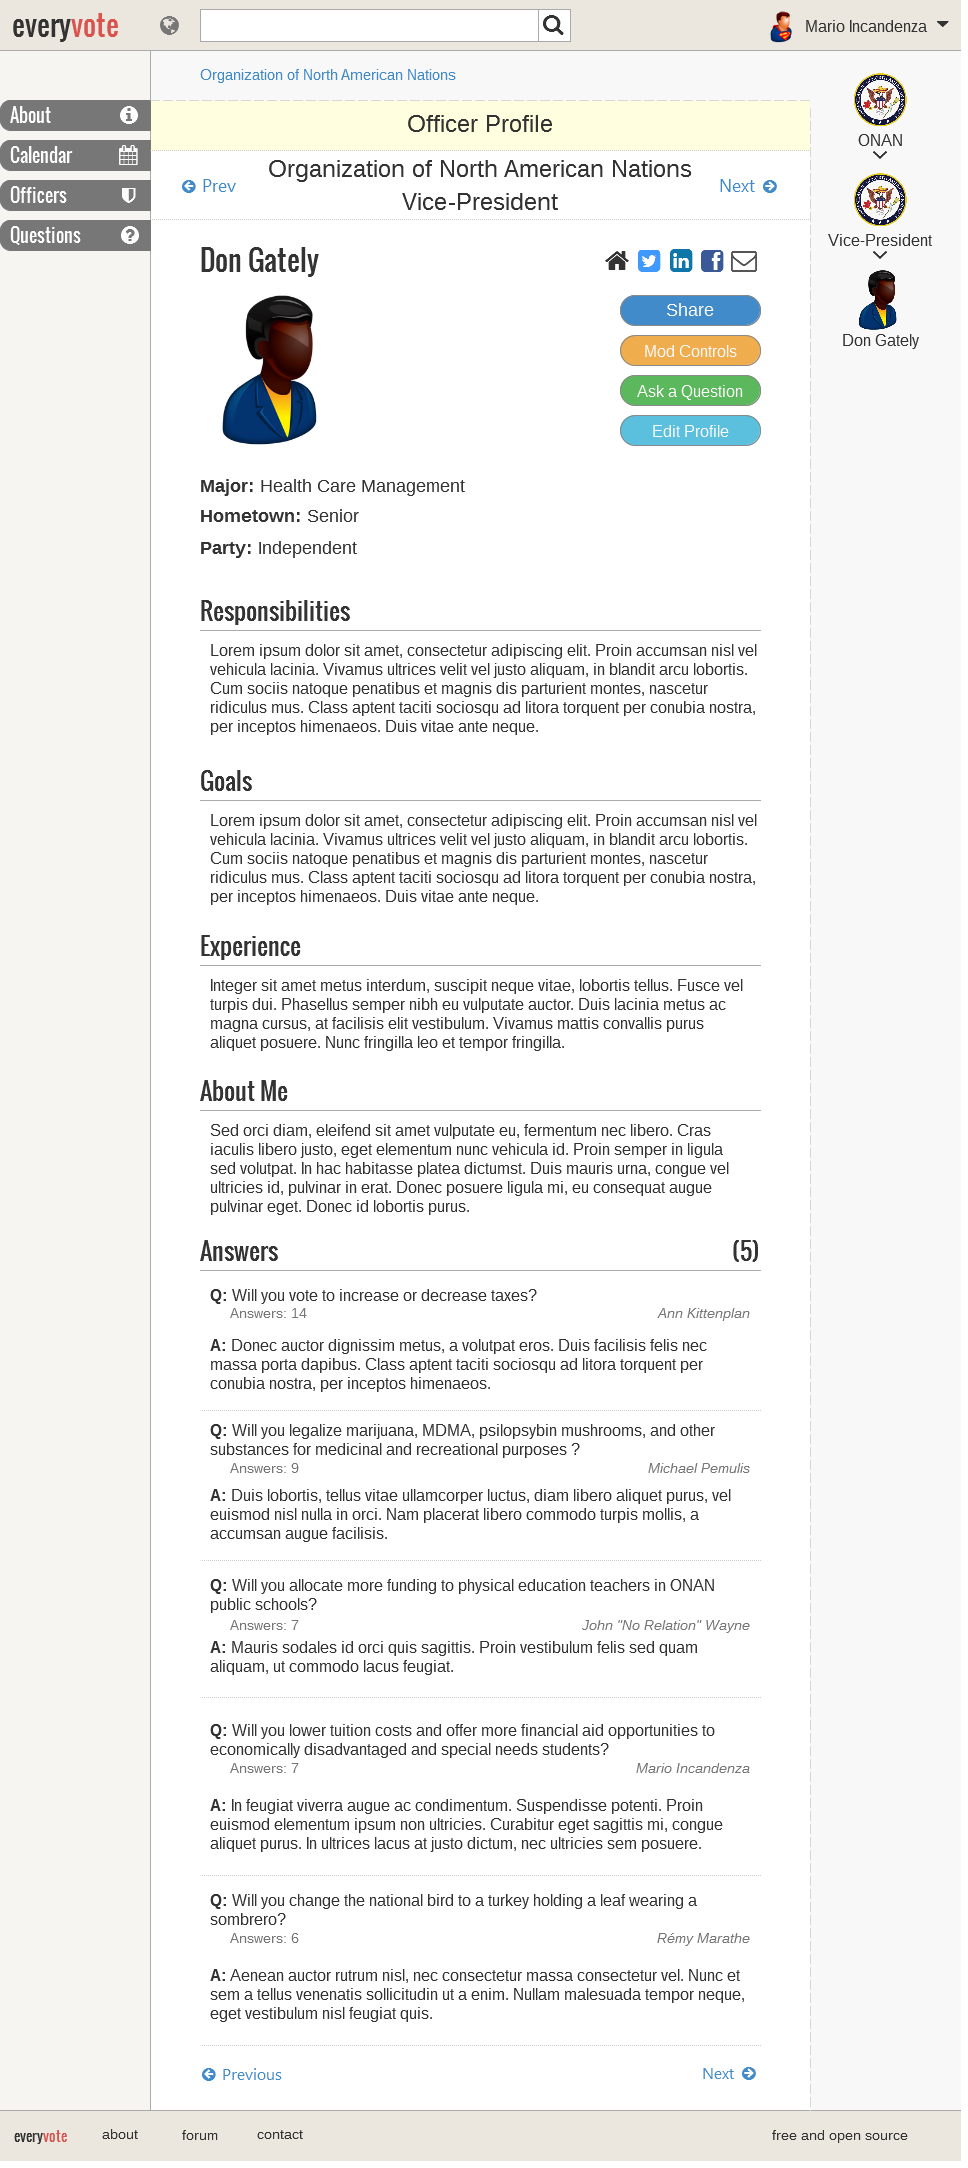 everyvote
Mario Incandenza
Organization of North American Nations
About
Calendar
Officers
Questions
Officer Profile
Prev
Organization of North American Nations
Vice-President
Next
ONAN
Vice-President
Don Gately
Don Gately
Share
Mod Controls
Ask a Question
Edit Profile
Major: Health Care Management
Hometown: Senior
Party: Independent
Responsibilities
Lorem ipsum dolor sit amet, consectetur adipiscing elit. Proin accumsan nisl vel
vehicula lacinia. Vivamus ultrices velit vel justo aliquam, in blandit arcu lobortis.
Cum sociis natoque penatibus et magnis dis parturient montes, nascetur
ridiculus mus. Class aptent taciti sociosqu ad litora torquent per conubia nostra,
per inceptos himenaeos. Duis vitae ante neque.
Goals
Lorem ipsum dolor sit amet, consectetur adipiscing elit. Proin accumsan nisl vel
vehicula lacinia. Vivamus ultrices velit vel justo aliquam, in blandit arcu lobortis.
Cum sociis natoque penatibus et magnis dis parturient montes, nascetur
ridiculus mus. Class aptent taciti sociosqu ad litora torquent per conubia nostra,
per inceptos himenaeos. Duis vitae ante neque.
Experience
Integer sit amet metus interdum, suscipit neque vitae, lobortis tellus. Fusce vel
turpis dui. Phasellus semper nibh eu vulputate auctor. Duis lacinia metus ac
magna cursus, at facilisis elit vestibulum. Vivamus mattis convallis purus
aliquet posuere. Nunc fringilla leo et tempor fringilla.
About Me
Sed orci diam, eleifend sit amet vulputate eu, fermentum nec libero. Cras
iaculis libero justo, eget elementum nunc vehicula id. Proin semper in ligula
sed volutpat. In hac habitasse platea dictumst. Duis mauris urna, congue vel
ultricies id, pulvinar in erat. Donec posuere ligula mi, eu consequat augue
pulvinar eget. Donec id lobortis purus.
Answers (5)
Q: Will you vote to increase or decrease taxes?
Answers: 14 Ann Kittenplan
A: Donec auctor dignissim metus, a volutpat eros. Duis facilisis felis nec
massa porta dapibus. Class aptent taciti sociosqu ad litora torquent per
conubia nostra, per inceptos himenaeos.
Q: Will you legalize marijuana, MDMA, psilopsybin mushrooms, and other
substances for medicinal and recreational purposes ?
Answers: 9 Michael Pemulis
A: Duis lobortis, tellus vitae ullamcorper luctus, diam libero aliquet purus, vel
euismod nisl nulla in orci. Nam placerat libero commodo turpis mollis, a
accumsan augue facilisis.
Q: Will you allocate more funding to physical education teachers in ONAN
public schools?
Answers: 7 John "No Relation" Wayne
A: Mauris sodales id orci quis sagittis. Proin vestibulum felis sed quam
aliquam, ut commodo lacus feugiat.
Q: Will you lower tuition costs and offer more financial aid opportunities to
economically disadvantaged and special needs students?
Answers: 7 Mario Incandenza
A: In feugiat viverra augue ac condimentum. Suspendisse potenti. Proin
euismod elementum ipsum non ultricies. Curabitur eget sagittis mi, congue
aliquet purus. In ultrices lacus at justo dictum, nec ultricies sem posuere.
Q: Will you change the national bird to a turkey holding a leaf wearing a
sombrero?
Answers: 6 Rémy Marathe
A: Aenean auctor rutrum nisl, nec consectetur massa consectetur vel. Nunc et
sem a tellus venenatis sollicitudin ut a enim. Nullam malesuada tempor neque,
eget vestibulum nisl feugiat quis.
Previous Next
everyvote about forum contact free and open source